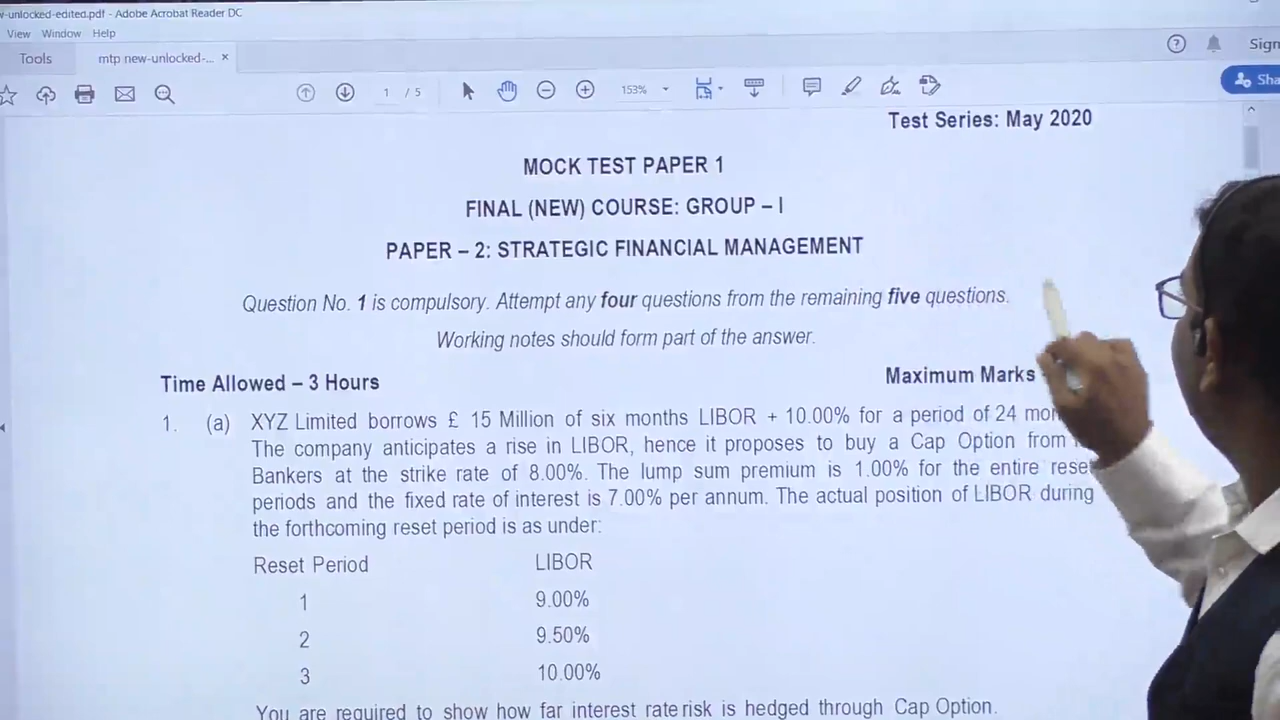 w-unlocked-edited.pdf - Adobe Acrobat Reader DC
View Window Help
Tools mtp new-unlocked-... × Sign
1 / 5 153% Sha
Test Series: May 2020
MOCK TEST PAPER 1
FINAL (NEW) COURSE: GROUP – I
PAPER – 2: STRATEGIC FINANCIAL MANAGEMENT
Question No. 1 is compulsory. Attempt any four questions from the remaining five questions.
Working notes should form part of the answer.
Time Allowed – 3 Hours Maximum Marks
1. (a) XYZ Limited borrows £ 15 Million of six months LIBOR + 10.00% for a period of 24
The company anticipates a rise in LIBOR, hence it proposes to buy a Cap Option from
Bankers at the strike rate of 8.00%. The lump sum premium is 1.00% for the entire reset
periods and the fixed rate of interest is 7.00% per annum. The actual position of LIBOR during
the forthcoming reset period is as under:
Reset Period LIBOR
1 9.00%
2 9.50%
3 10.00%
You are required to show how far interest rate risk is hedged through Cap Option.